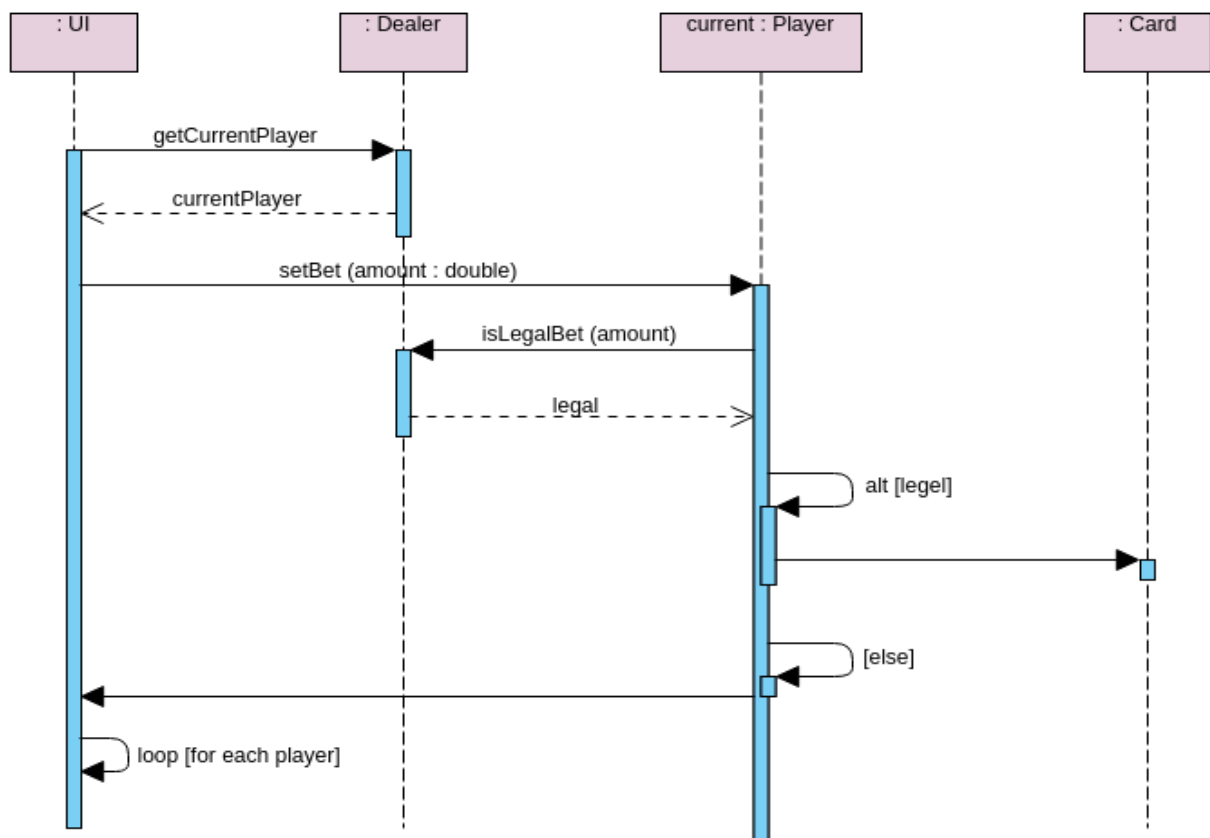 : UI
: Dealer
current : Player
: Card
getCurrentPlayer
currentPlayer
setBet (amount : double)
isLegalBet (amount)
legal
alt [legel]
[else]
loop [for each player]